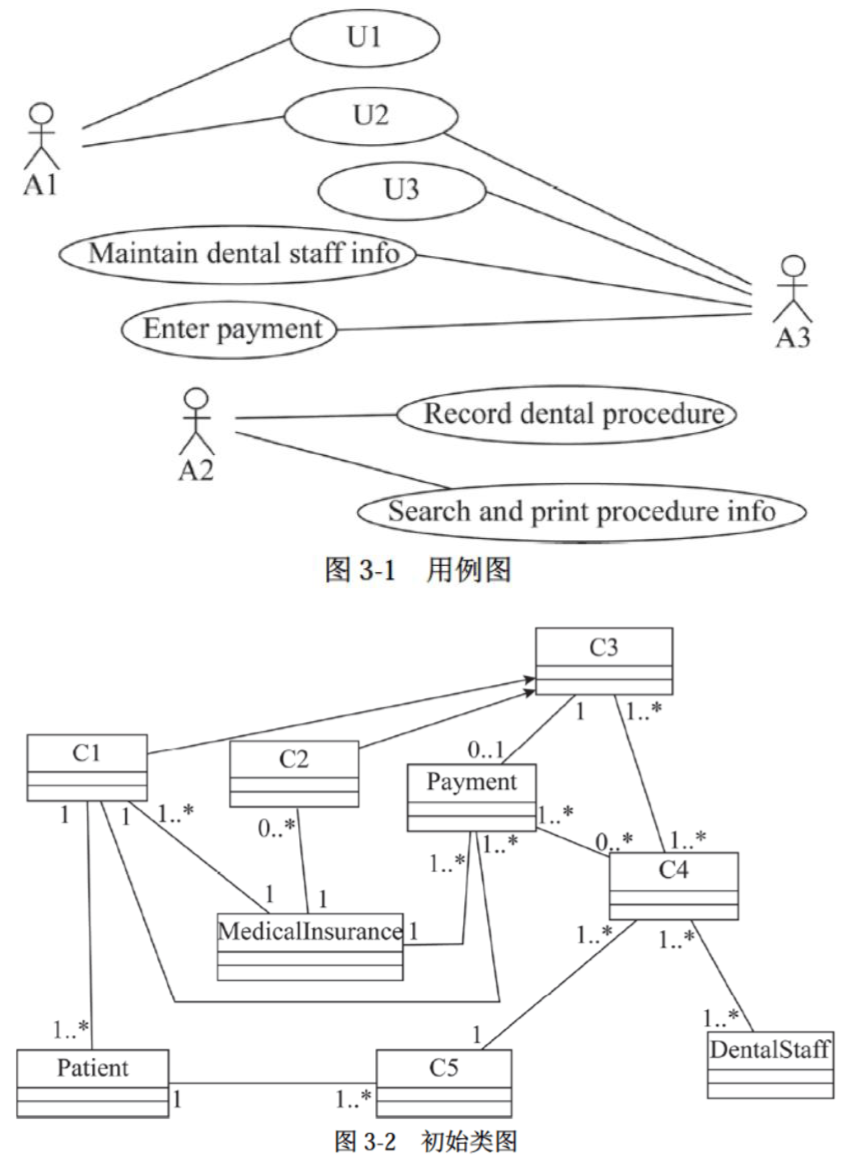 U1
U2
A1
U3
Maintain dental staff info
A3
Enter payment
A2
Record dental procedure
Search and print procedure info
图 3-1 用例图
C3
1
1..*
C1
C2
0..1
Payment
1
1
1..*
0..*
1..*
1..*
1..*
0..*
1..*
C4
1
1
MedicalInsurance
1
1..*
1..*
1..*
1
1..*
Patient
C5
DentalStaff
1
1..*
图 3-2 初始类图